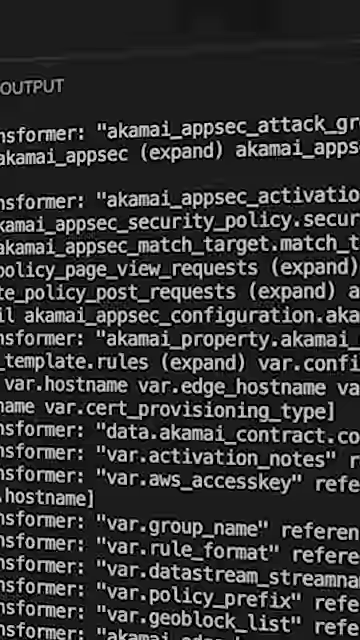 OUTPUT
nsformer: "akamai_appsec_attack_gr
akamai_appsec (expand) akamai_apps
nsformer: "akamai_appsec_activatio
kamai_appsec_security_policy.secur
akamai_appsec_match_target.match_t
policy_page_view_requests (expand)
te_policy_post_requests (expand) a
il akamai_appsec_configuration.aka
nsformer: "akamai_property.akamai_
_template.rules (expand) var.confi
var.hostname var.edge_hostname va
name var.cert_provisioning_type]
nsformer: "data.akamai_contract.co
nsformer: "var.activation_notes" r
nsformer: "var.aws_accesskey" refe
.hostname]
nsformer: "var.group_name" referen
nsformer: "var.rule_format" refere
nsformer: "var.datastream_streamna
nsformer: "var.policy_prefix" refe
nsformer: "var.geoblock_list" refe